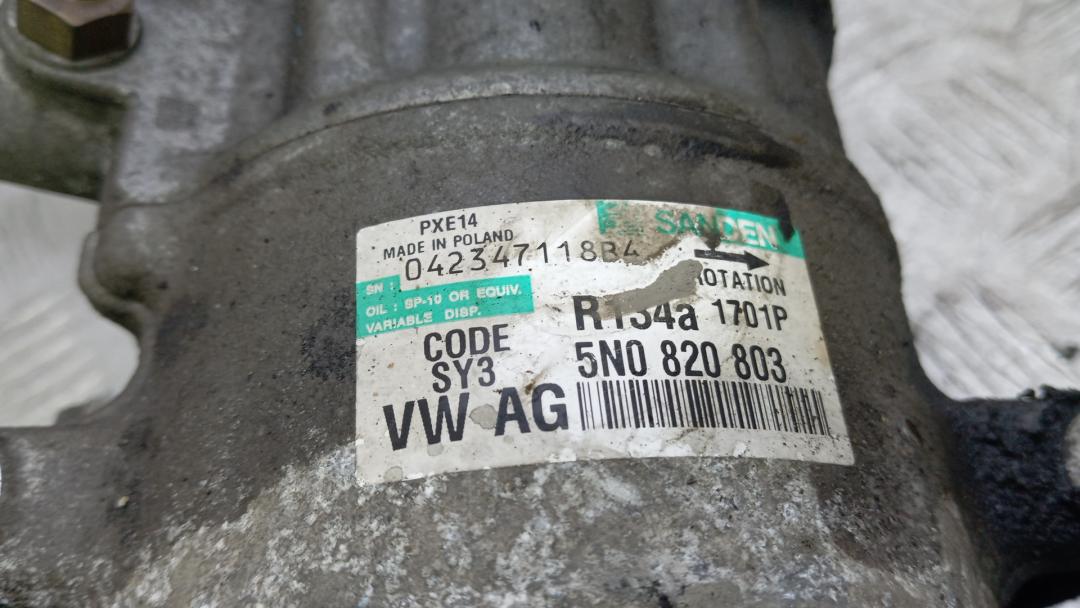 PXE14
MADE IN POLAND
SANDEN
SN : 042347118B4
ROTATION
OIL : SP-10 OR EQUIV.
VARIABLE DISP.
R134a 1701P
CODE
SY3
5N0 820 803
VW AG